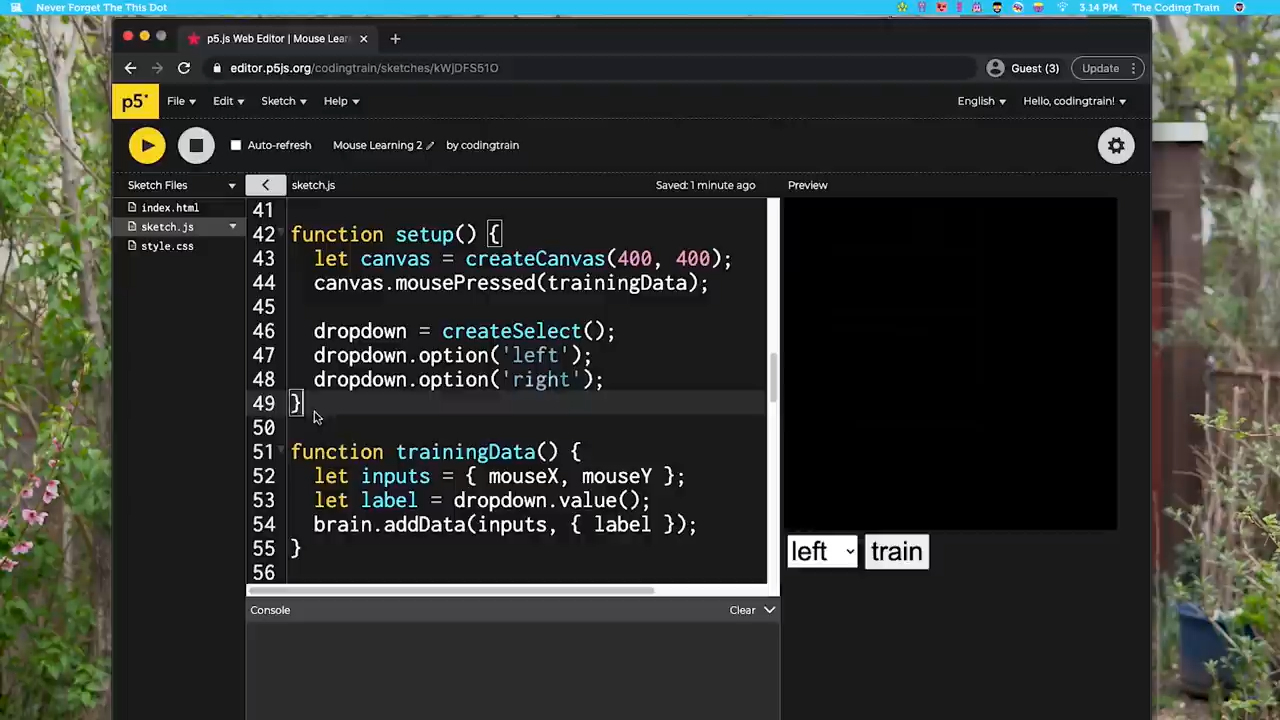 Never Forget The This Dot
3.14 PM The Coding Train
p5.js Web Editor | Mouse Lear
editor.p5js.org/codingtrain/sketches/kWjDFS51O
Guest (3)
Update
p5*
File
Edit
Sketch
Help
English
Hello, codingtrain!
Auto-refresh
Mouse Learning 2
by codingtrain
Sketch Files
sketch.js
Saved: 1 minute ago
Preview
index.html
sketch.js
style.css
41
42 function setup() {
43 let canvas = createCanvas(400, 400);
44 canvas.mousePressed(trainingData);
45
46 dropdown = createSelect();
47 dropdown.option('left');
48 dropdown.option('right');
49 }
50
51 function trainingData() {
52 let inputs = { mouseX, mouseY };
53 let label = dropdown.value();
54 brain.addData(inputs, { label });
55 }
56
left
train
Console
Clear